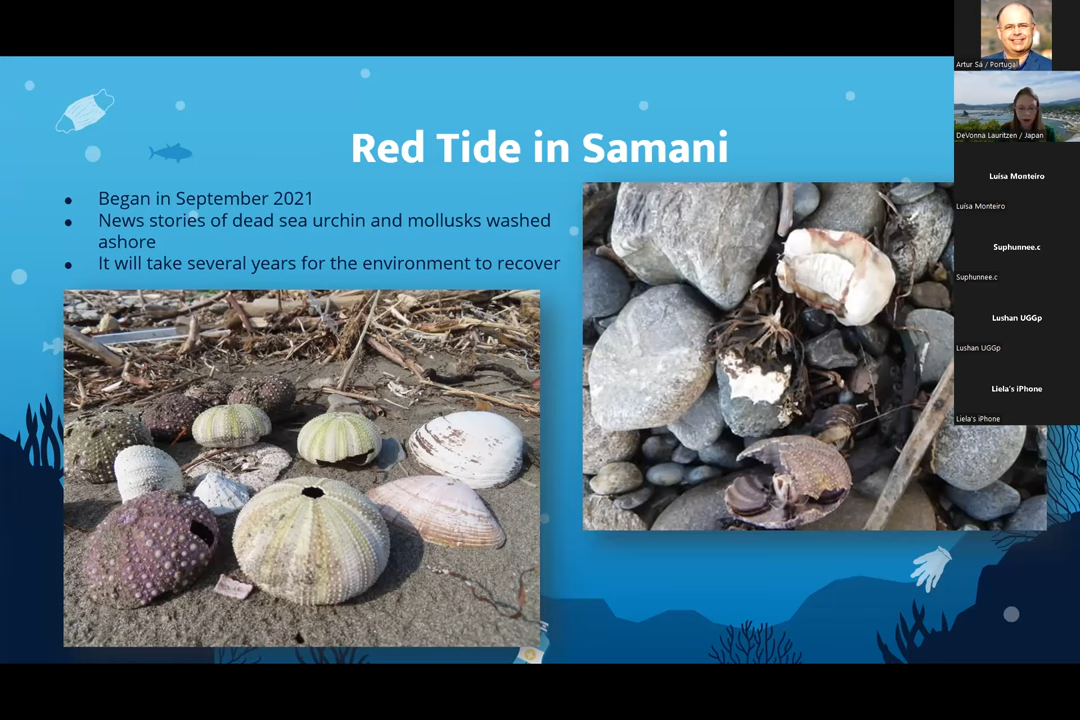 Red Tide in Samani
● Began in September 2021
● News stories of dead sea urchin and mollusks washed
ashore
● It will take several years for the environment to recover
Artur Sá / Portugal
DeVonna Lauritzen / Japan
Luísa Monteiro
Luísa Monteiro
Suphunnee.c
Suphunnee.c
Lushan UGGp
Lushan UGGp
Liela's iPhone
Liela's iPhone